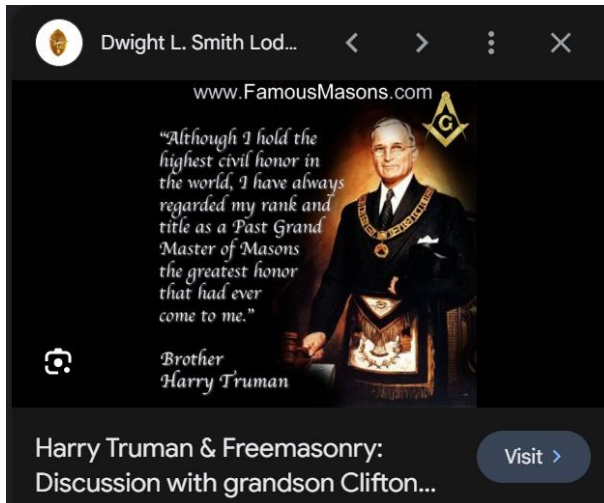 Dwight L. Smith Lod...
www.FamousMasons.com
G
"Although I hold the
highest civil honor in
the world, I have always
regarded my rank and
title as a Past Grand
Master of Masons
the greatest honor
that had ever
come to me."
Brother
Harry Truman
Harry Truman & Freemasonry:
Discussion with grandson Clifton...
Visit >